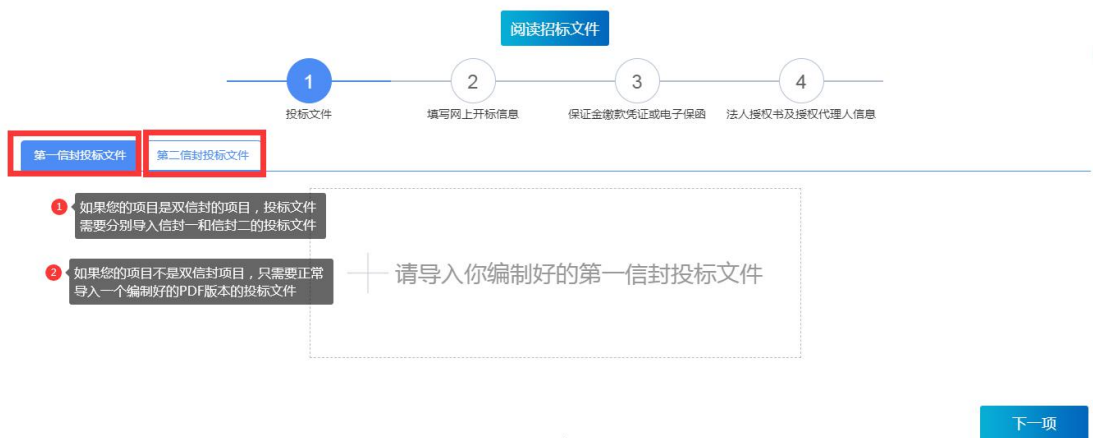 阅读招标文件
1
2
3
4
投标文件
填写网上开标信息
保证金缴款凭证或电子保函
法人授权书及授权代理人信息
第一信封投标文件
第二信封投标文件
1 如果您的项目是双信封的项目，投标文件
需要分别导入信封一和信封二的投标文件
2 如果您的项目不是双信封项目，只需要正常
导入一个编制好的PDF版本的投标文件
请导入你编制好的第一信封投标文件
下一项